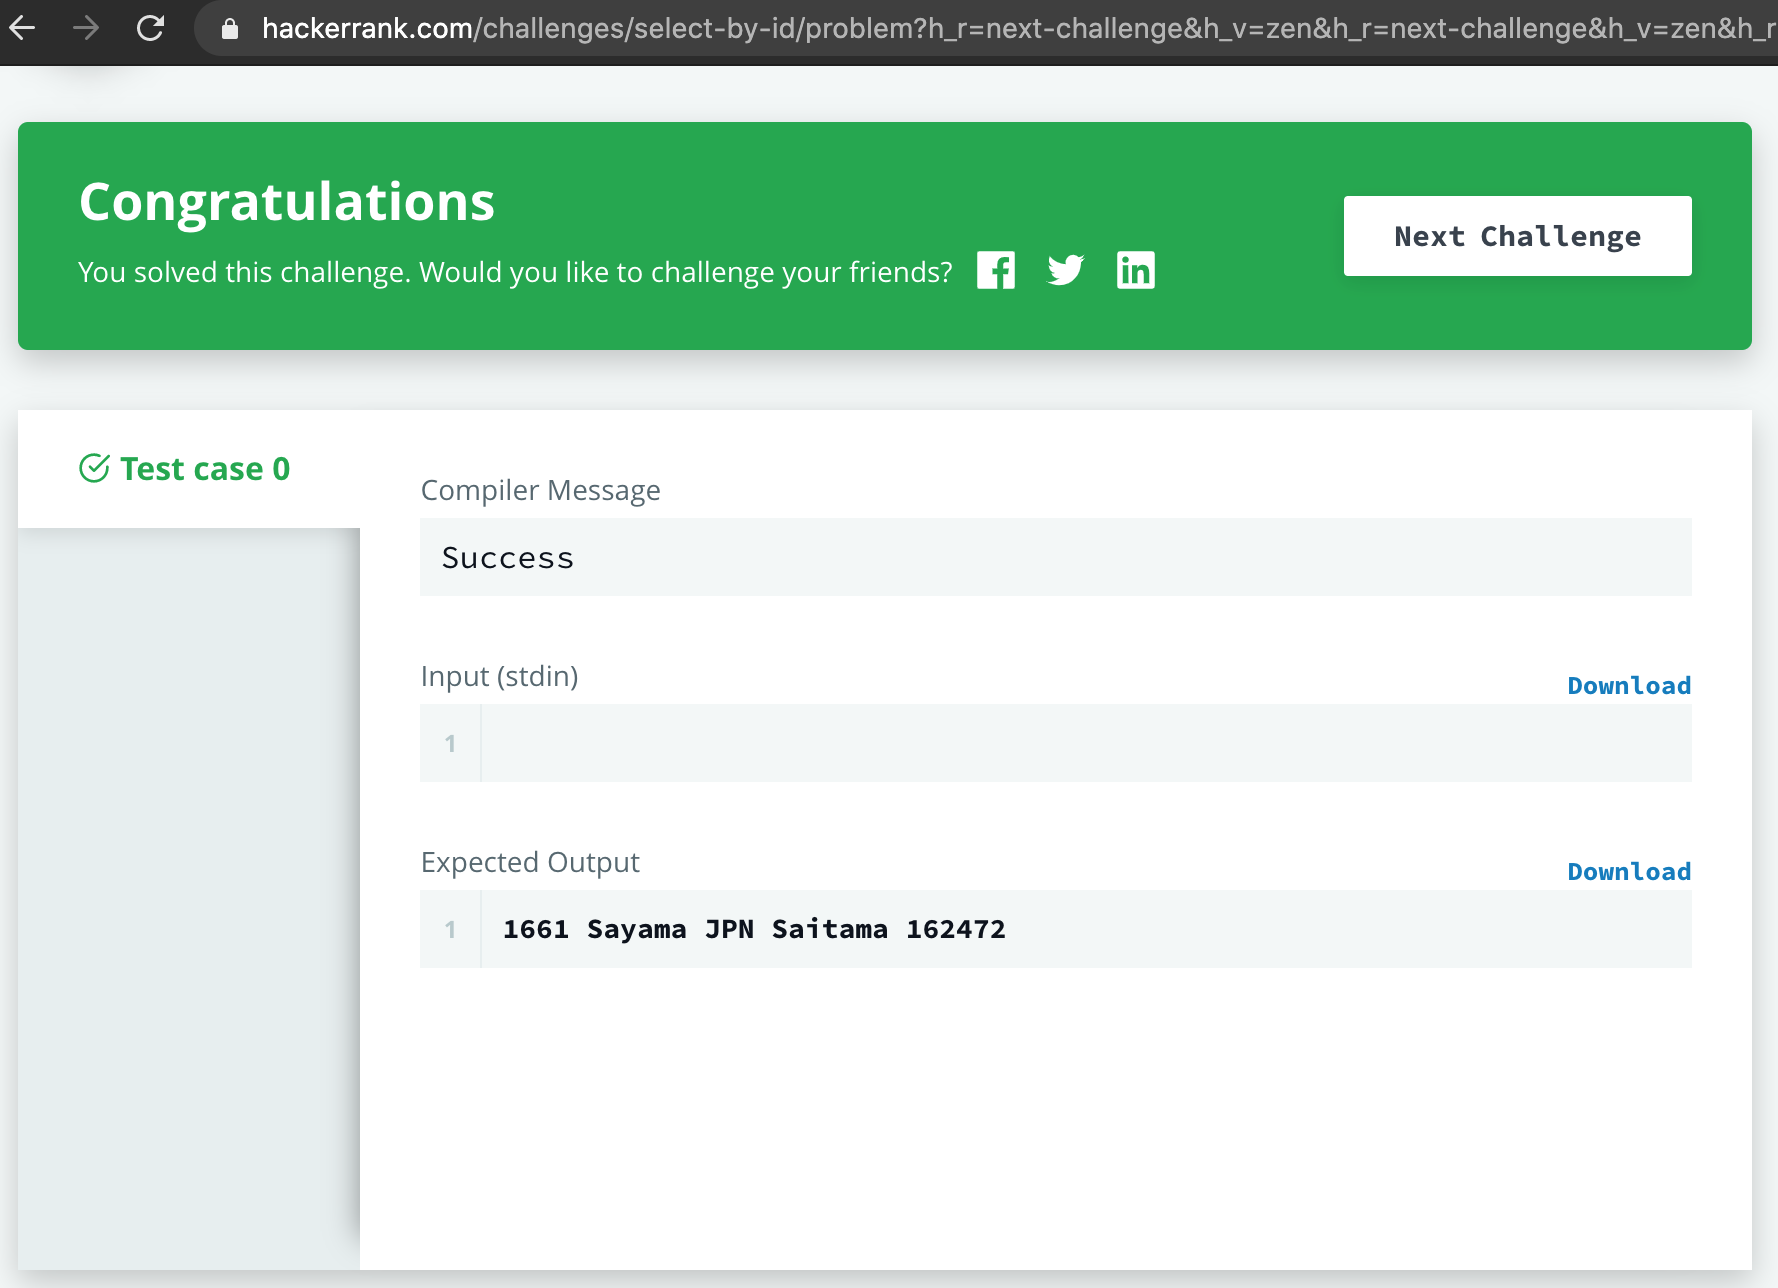 hackerrank.com/challenges/select-by-id/problem?h_r=next-challenge&h_v=zen&h_r=next-challenge&h_v=zen&h_r
Congratulations
You solved this challenge. Would you like to challenge your friends?
Next Challenge
Test case 0
Compiler Message
Success
Input (stdin)
Download
1
Expected Output
Download
1 1661 Sayama JPN Saitama 162472